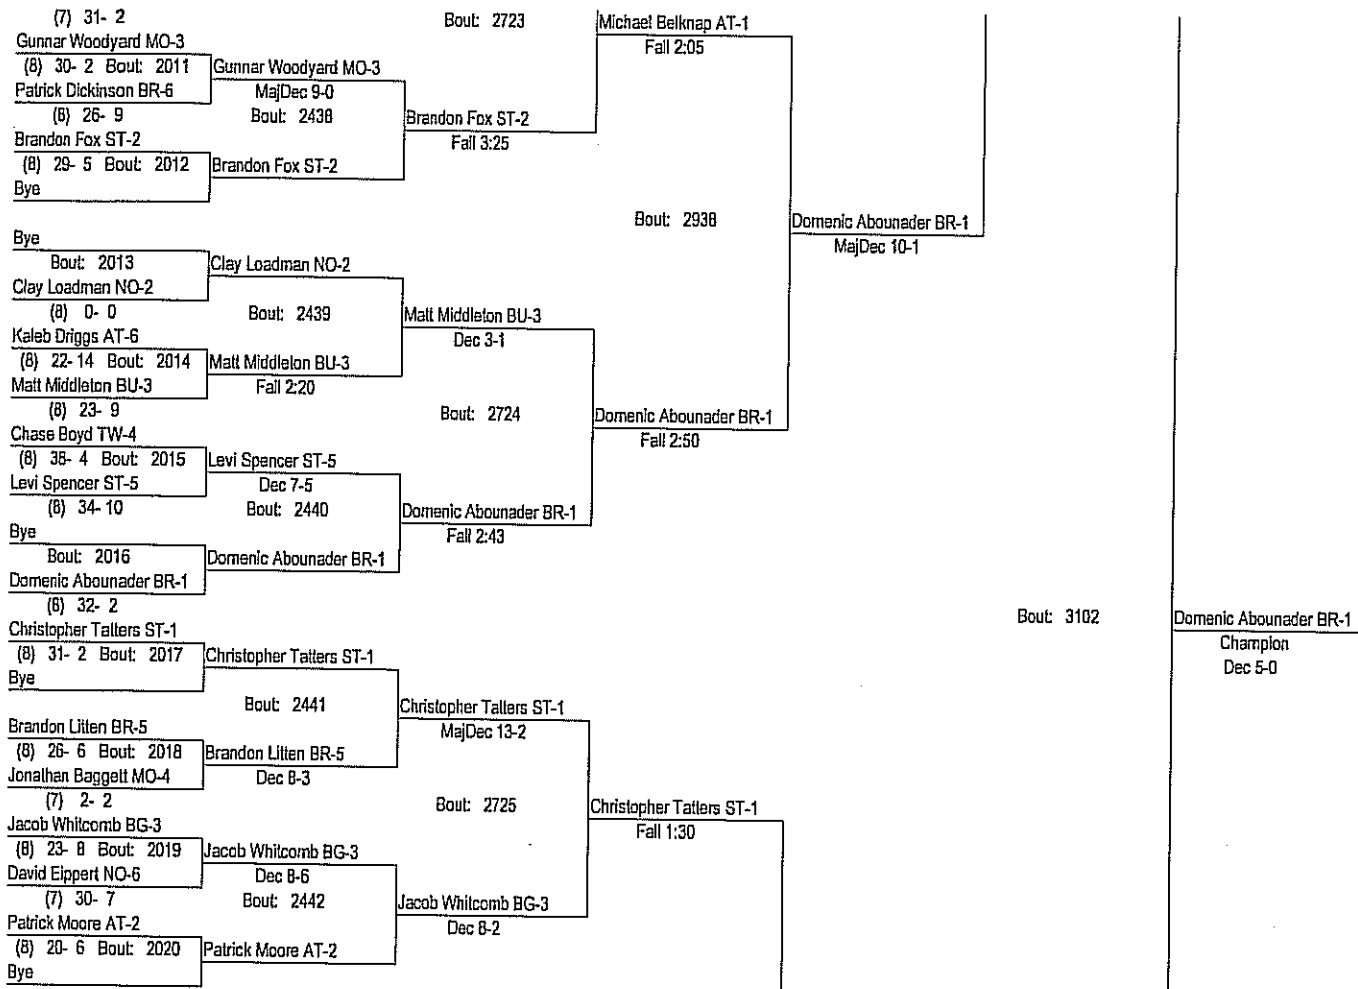 (7) 31- 2
Gunnar Woodyard MO-3
(8) 30- 2 Bout: 2011
Patrick Dickinson BR-6
(6) 26- 9
Brandon Fox ST-2
(8) 29- 5 Bout: 2012
Bye
Bye
Bout: 2013
Clay Loadman NO-2
(8) 0- 0
Kaleb Driggs AT-6
(8) 22- 14 Bout: 2014
Matt Middleton BU-3
(8) 23- 9
Chase Boyd TW-4
(8) 38- 4 Bout: 2015
Levi Spencer ST-5
(8) 34- 10
Bye
Bout: 2016
Domenic Abounader BR-1
(6) 32- 2
Christopher Tatters ST-1
(8) 31- 2 Bout: 2017
Bye
Brandon Litten BR-5
(8) 26- 6 Bout: 2018
Jonathan Baggett MO-4
(7) 2- 2
Jacob Whitcomb BG-3
(8) 23- 8 Bout: 2019
David Eippert NO-6
(7) 30- 7
Patrick Moore AT-2
(8) 20- 6 Bout: 2020
Bye
Gunnar Woodyard MO-3
MajDec 9-0
Bout: 2438
Brandon Fox ST-2
Clay Loadman NO-2
Bout: 2439
Matt Middleton BU-3
Fall 2:20
Levi Spencer ST-5
Dec 7-5
Bout: 2440
Domenic Abounader BR-1
Christopher Tatters ST-1
Bout: 2441
Brandon Litten BR-5
Dec 8-3
Jacob Whitcomb BG-3
Dec 8-6
Bout: 2442
Patrick Moore AT-2
Bout: 2723
Brandon Fox ST-2
Fall 3:25
Matt Middleton BU-3
Dec 3-1
Bout: 2724
Domenic Abounader BR-1
Fall 2:43
Christopher Tatters ST-1
MajDec 13-2
Bout: 2725
Jacob Whitcomb BG-3
Dec 8-2
Michael Belknap AT-1
Fall 2:05
Bout: 2938
Domenic Abounader BR-1
Fall 2:50
Christopher Tatters ST-1
Fall 1:30
Domenic Abounader BR-1
MajDec 10-1
Bout: 3102
Domenic Abounader BR-1
Champion
Dec 5-0